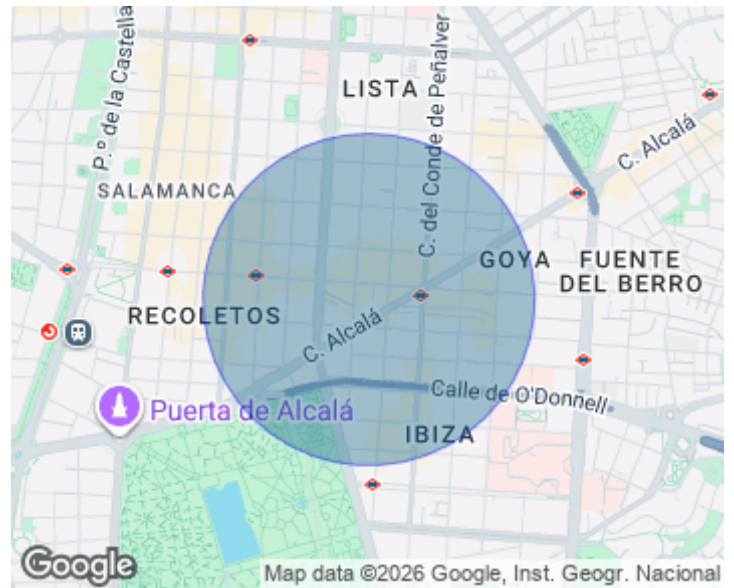 P.º de la Castella
LISTA
C. del Conde de Peñalver
C. Alcalá
SALAMANCA
GOYA
FUENTE
DEL BERRO
RECOLETOS
C. Alcalá
Calle de O'Donnell
Puerta de Alcalá
IBIZA
Google
Map data ©2026 Google, Inst. Geogr. Nacional